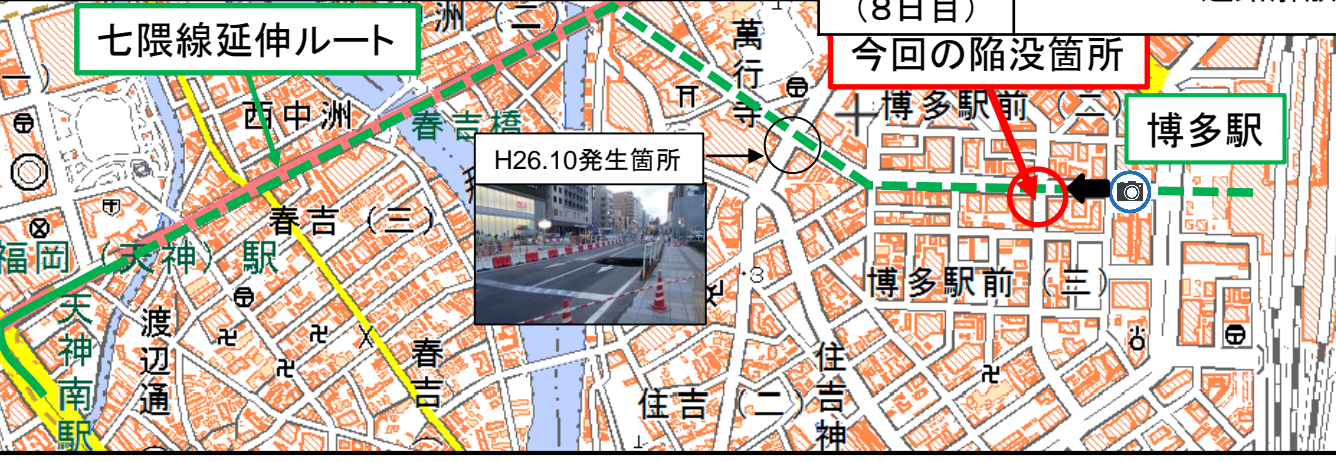 七隈線延伸ルート
洲（二）
萬行寺
（8日目）
今回の陥没箇所
博多駅前（二）
博多駅
西中洲
春吉橋
H26.10発生箇所
春吉（三）
福岡（天神）駅
博多駅前（三）
天神南駅
渡辺通
春吉
住吉（二）
住吉神